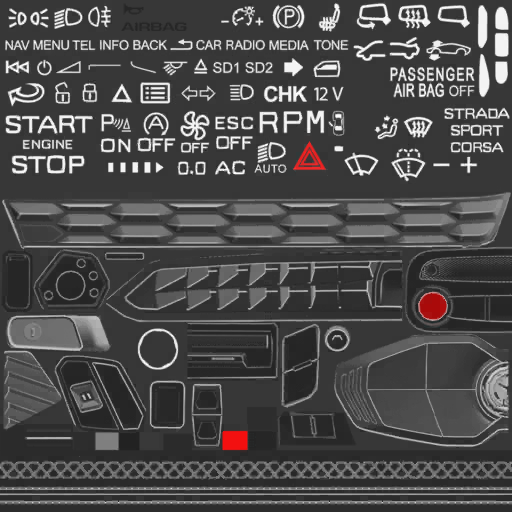 AIRBAG
NAV MENU TEL INFO BACK CAR RADIO MEDIA TONE
SD1 SD2
PASSENGER
AIR BAG OFF
CHK 12 V
START
ENGINE
STOP
P
A
ON OFF
OFF
ESC
OFF
RPM
STRADA
SPORT
CORSA
AUTO
0.0 AC